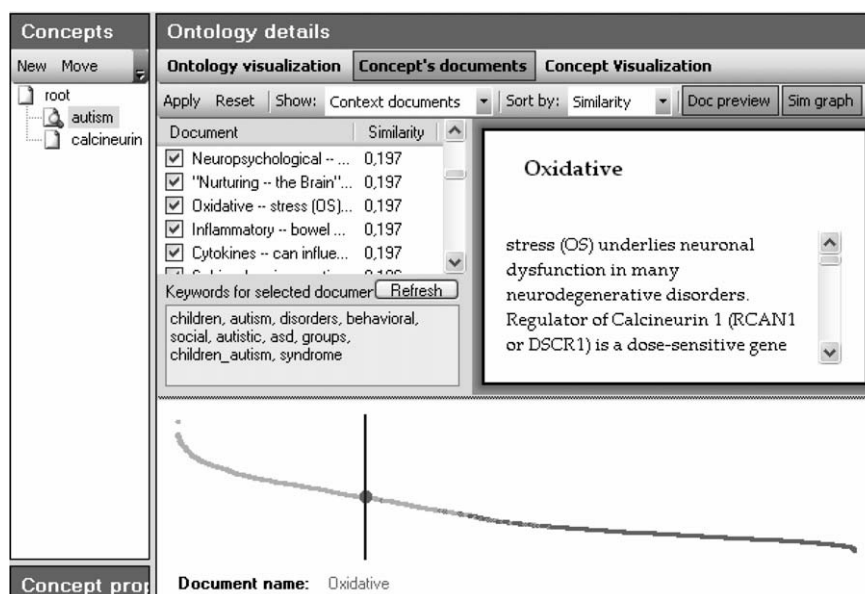 Concepts
New Move
root
autism
calcineurin
Ontology details
Ontology visualization Concept's documents Concept Visualization
Apply Reset Show: Context documents Sort by: Similarity Doc preview Sim graph
Document Similarity
Neuropsychological -- ... 0,197
"Nurturing -- the Brain"... 0,197
Oxidative -- stress (OS)... 0,197
Inflammatory -- bowel ... 0,197
Cytokines -- can influe... 0,197
Keywords for selected documen Refresh
children, autism, disorders, behavioral,
social, autistic, asd, groups,
children_autism, syndrome
Oxidative
stress (OS) underlies neuronal
dysfunction in many
neurodegenerative disorders.
Regulator of Calcineurin 1 (RCAN1
or DSCR1) is a dose-sensitive gene
Document name: Oxidative
Concept prop